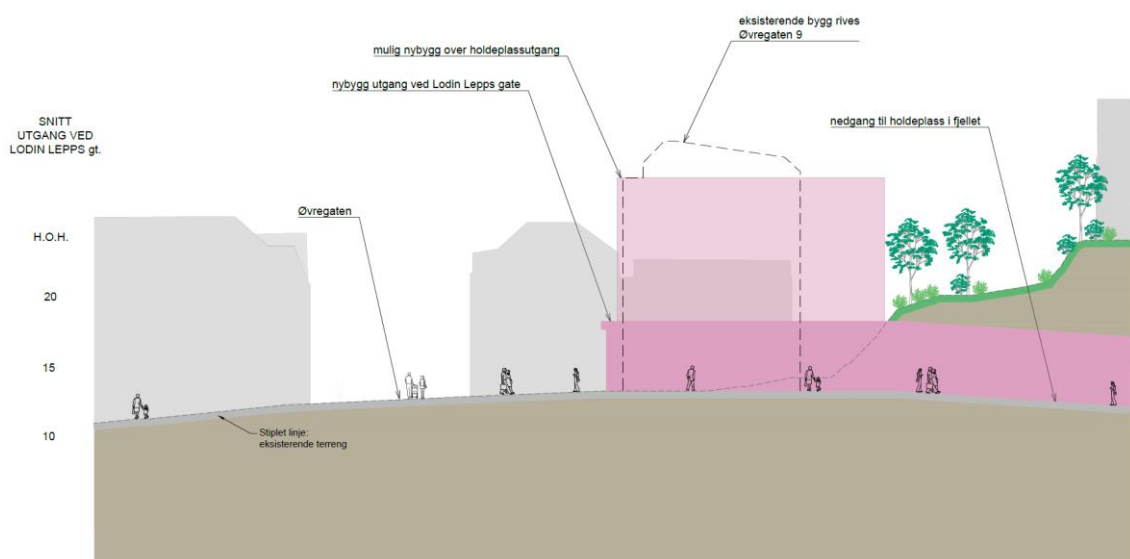 eksisterende bygg rives
Øvregaten 9
mulig nybygg over holdeplassutgang
nybygg utgang ved Lodin Lepps gate
nedgang til holdeplass i fjellet
SNITT
UTGANG VED
LODIN LEPPS gt.
Øvregaten
H.O.H.
20
15
10
Stiplet linje:
eksisterende terreng